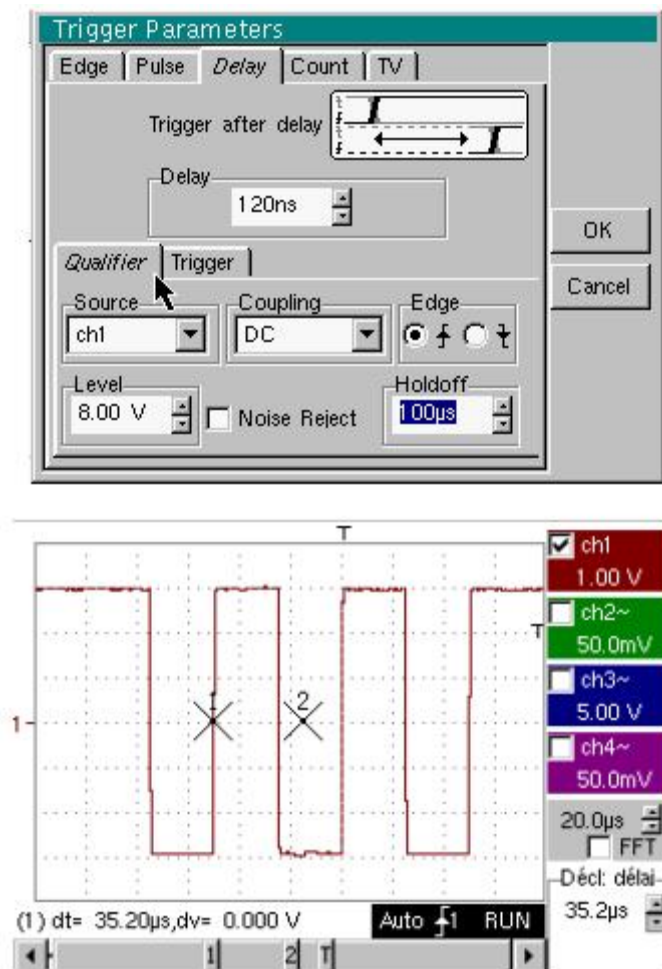 Trigger Parameters
Edge Pulse Delay Count TV
Trigger after delay
Delay
120ns
OK
Qualifier Trigger
Cancel
Source Coupling Edge
ch1 DC
Level Holdoff
8.00 V Noise Reject 100µs
T
ch1
1.00 V
ch2~
50.0mV
T
ch3~
5.00 V
1 2
1-
ch4~
50.0mV
20.0µs
FFT
Décl: délai
35.2µs
(1) dt= 35.20µs,dv= 0.000 V Auto 1 RUN
1 2 T